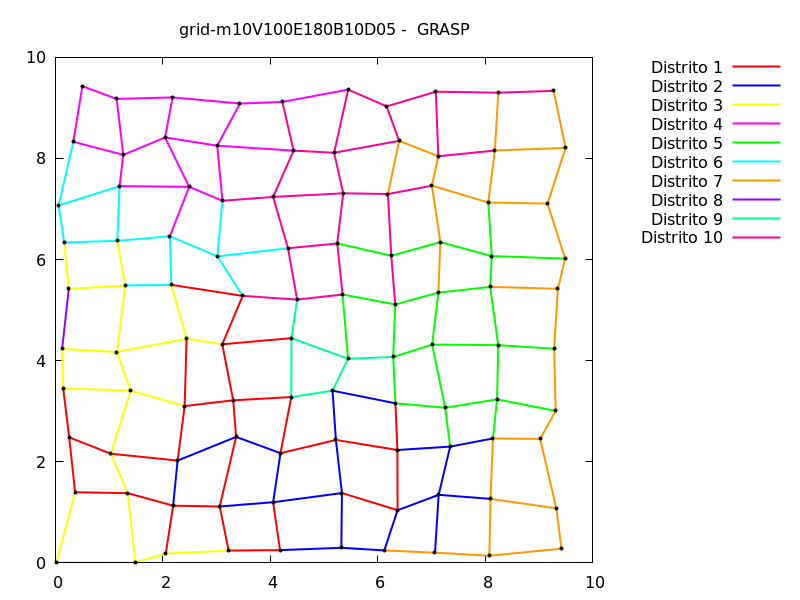 grid-m10V100E180B10D05 -  GRASP
Distrito 1
Distrito 2
Distrito 3
Distrito 4
Distrito 5
Distrito 6
Distrito 7
Distrito 8
Distrito 9
Distrito 10
10
8
6
4
2
0
0 2 4 6 8 10